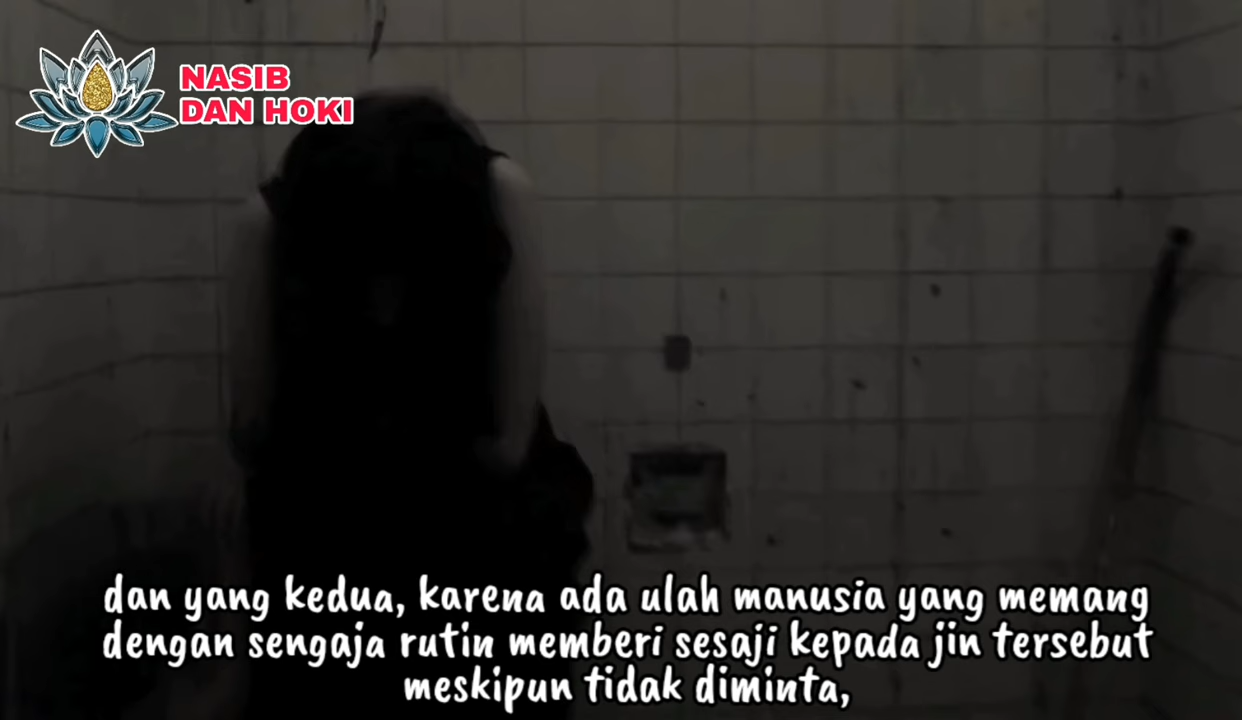 NASIB
DAN HOKI
dan yang kedua, karena ada ulah manusia yang memang
dengan sengaja rutin memberi sesaji kepada jin tersebut
meskipun tidak diminta,